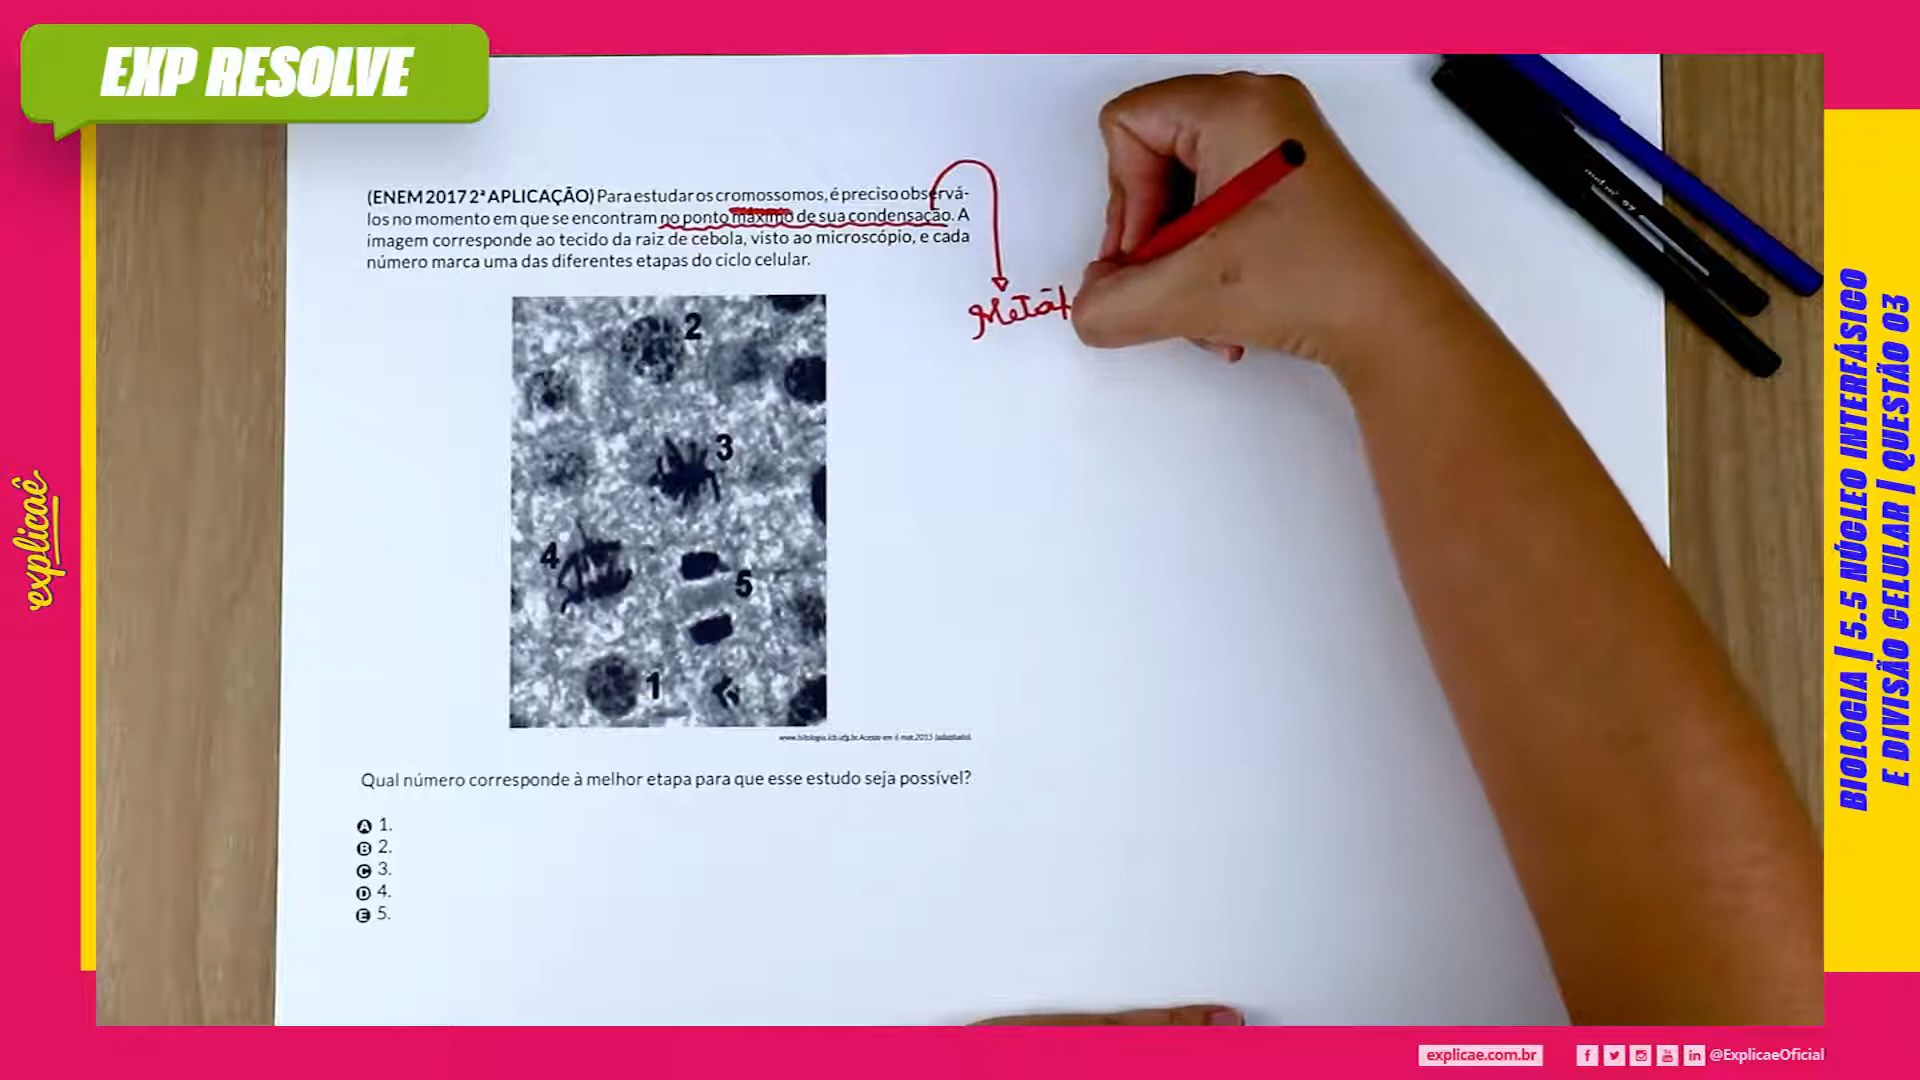 EXP RESOLVE
(ENEM 2017 2ª APLICAÇÃO) Para estudar os cromossomos, é preciso observá-
los no momento em que se encontram no ponto máximo de sua condensação. A
imagem corresponde ao tecido da raiz de cebola, visto ao microscópio, e cada
número marca uma das diferentes etapas do ciclo celular.
Metáf
2
3
4
5
1
Qual número corresponde à melhor etapa para que esse estudo seja possível?
A 1.
B 2.
C 3.
D 4.
E 5.
explicaê
BIOLOGIA | 5.5 NÚCLEO INTERFÁSICO
E DIVISÃO CELULAR | QUESTÃO 03
explicae.com.br
@ExplicaeOficial